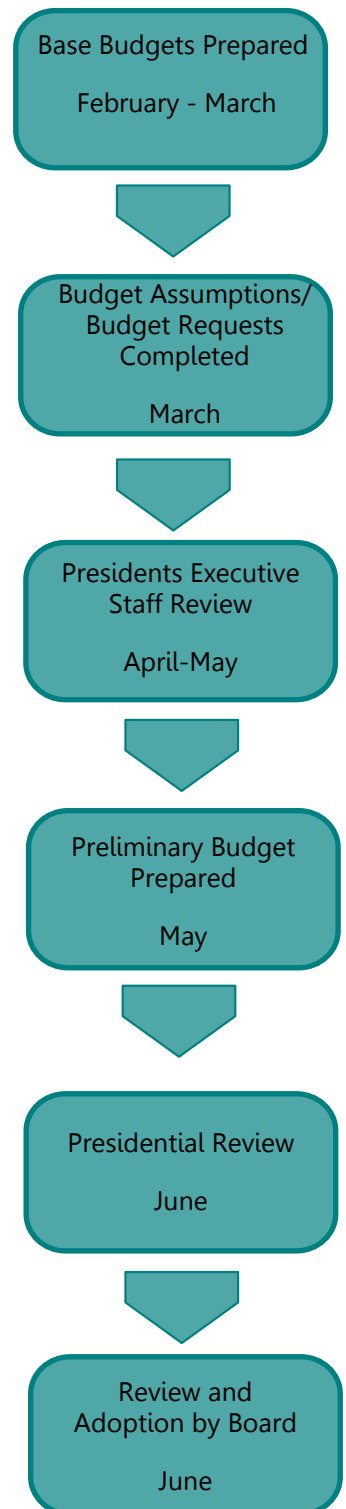 Base Budgets Prepared
February - March
Budget Assumptions/
Budget Requests
Completed
March
Presidents Executive
Staff Review
April-May
Preliminary Budget
Prepared
May
Presidential Review
June
Review and
Adoption by Board
June